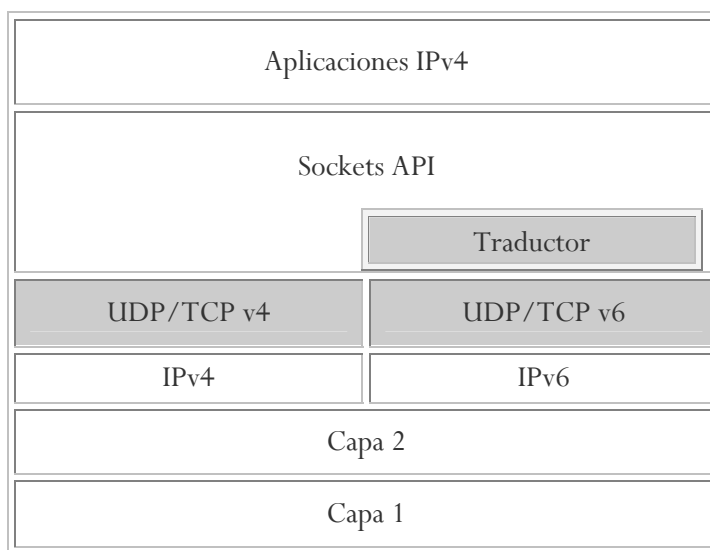 Aplicaciones IPv4
Sockets API
Traductor
UDP/TCP v4
UDP/TCP v6
IPv4
IPv6
Capa 2
Capa 1